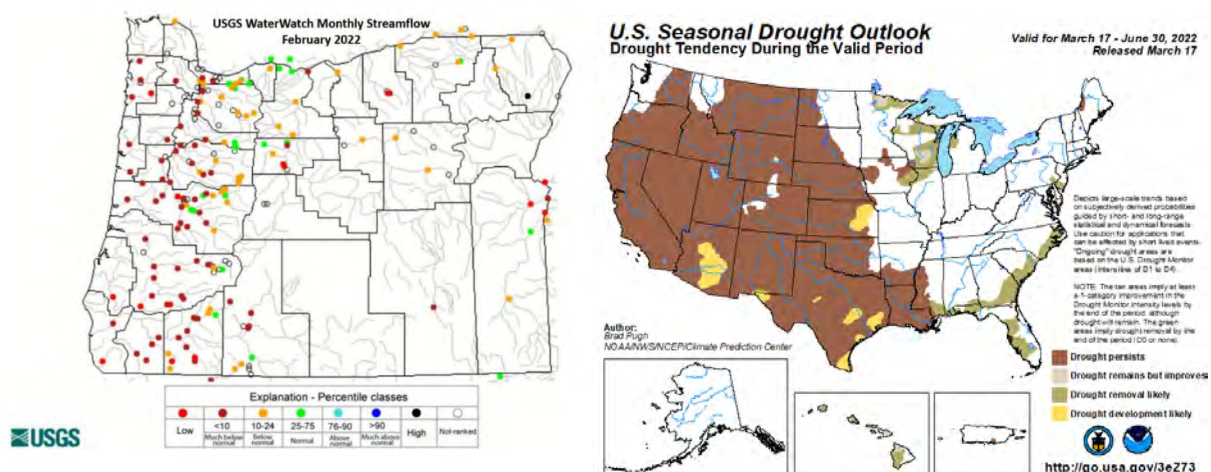 USGS WaterWatch Monthly Streamflow
February 2022
Explanation - Percentile classes
Low
<10
10-24
25-75
76-90
>90
High
Not-ranked
Much below normal
Below normal
Normal
Above normal
Much above normal
USGS
U.S. Seasonal Drought Outlook
Drought Tendency During the Valid Period
Valid for March 17 - June 30, 2022
Released March 17
Depicts large-scale trends based
on subjectively derived probabilities
guided by short- and long-range
statistical and dynamical forecasts.
Use caution for applications that
can be affected by short lived events.
"Ongoing" drought areas are
based on the U.S. Drought Monitor
areas (intensities of D1 to D4).
NOTE: The tan areas imply at least
a 1-category improvement in the
Drought Monitor intensity levels by
the end of the period, although
drought will remain. The green
areas imply drought removal by the
end of the period (D0 or none).
Author:
Brad Pugh
NOAA/NWS/NCEP/Climate Prediction Center
Drought persists
Drought remains but improves
Drought removal likely
Drought development likely
http://go.usa.gov/3eZ73